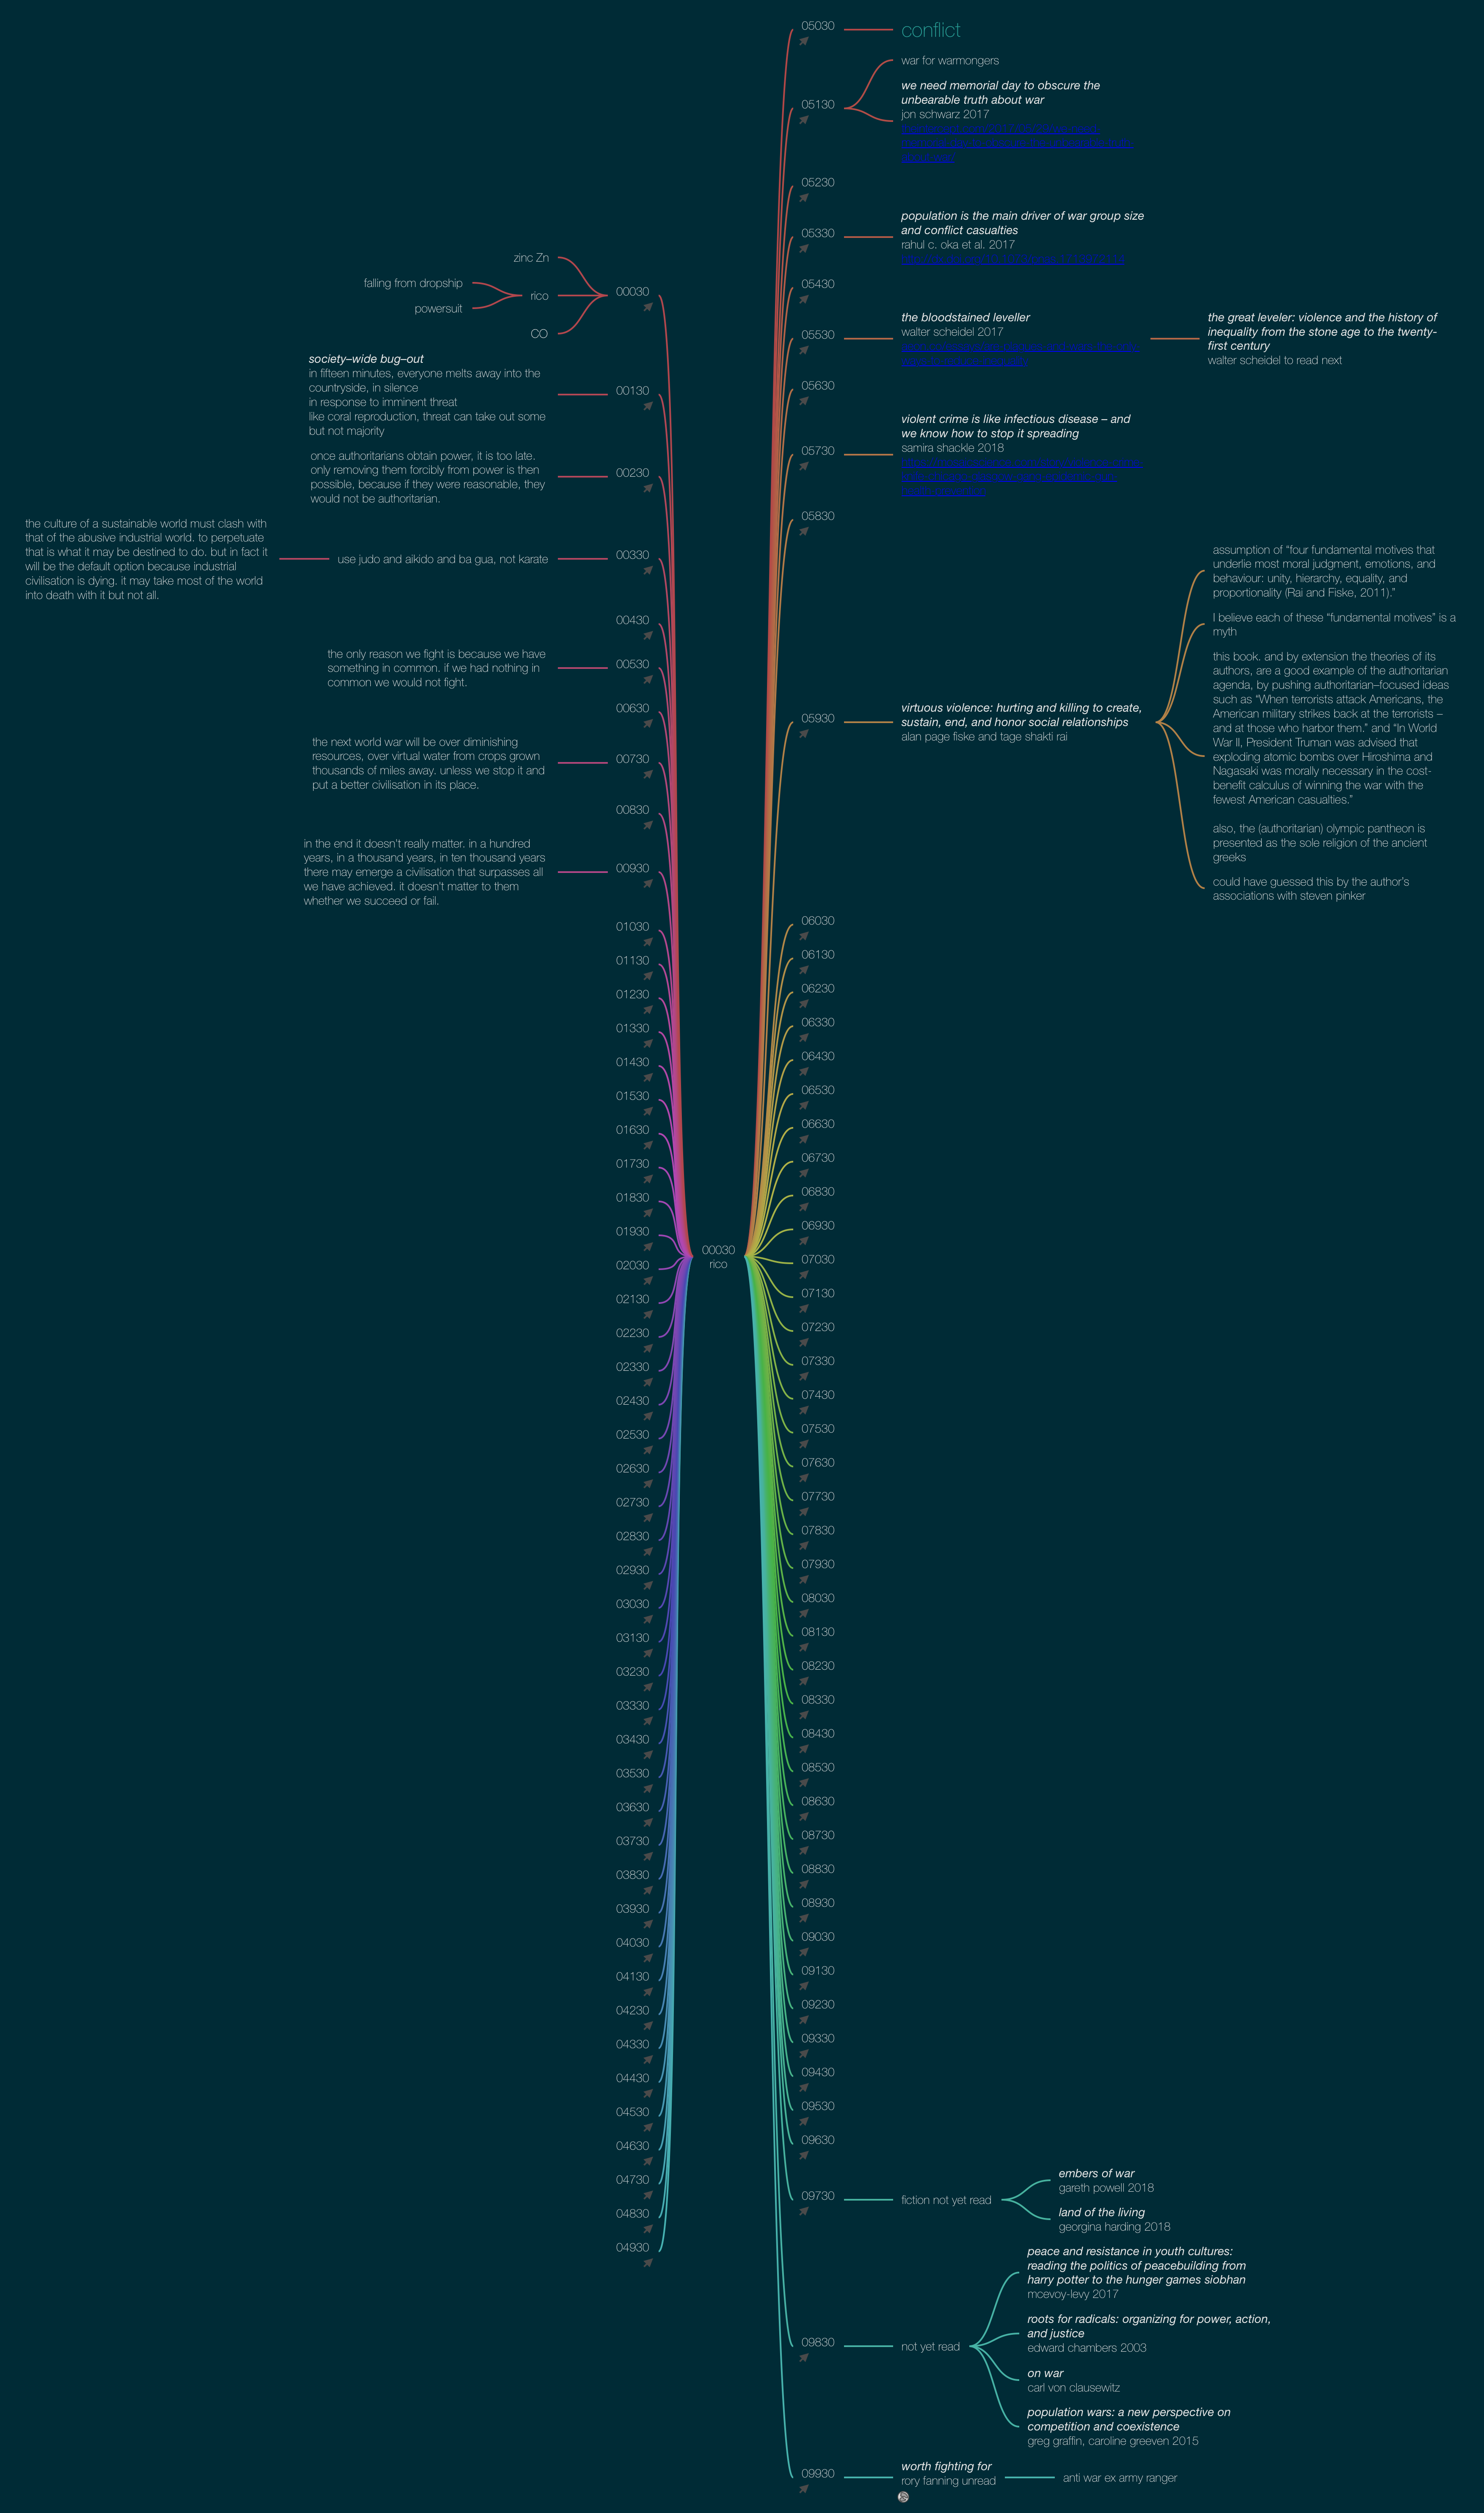 00030
rico
zinc Zn
falling from dropship
powersuit
rico
CO
00030
society–wide bug–out
in fifteen minutes, everyone melts away into the
countryside, in silence
in response to imminent threat
like coral reproduction, threat can take out some
but not majority
00130
once authoritarians obtain power, it is too late.
only removing them forcibly from power is then
possible, because if they were reasonable, they
would not be authoritarian.
00230
the culture of a sustainable world must clash with
that of the abusive industrial world. to perpetuate
that is what it may be destined to do. but in fact it
will be the default option because industrial
civilisation is dying. it may take most of the world
into death with it but not all.
use judo and aikido and ba gua, not karate
00330
00430
the only reason we fight is because we have
something in common. if we had nothing in
common we would not fight.
00530
00630
the next world war will be over diminishing
resources, over virtual water from crops grown
thousands of miles away. unless we stop it and
put a better civilisation in its place.
00730
00830
in the end it doesn't really matter. in a hundred
years, in a thousand years, in ten thousand years
there may emerge a civilisation that surpasses all
we have achieved. it doesn't matter to them
whether we succeed or fail.
00930
01030
01130
01230
01330
01430
01530
01630
01730
01830
01930
02030
02130
02230
02330
02430
02530
02630
02730
02830
02930
03030
03130
03230
03330
03430
03530
03630
03730
03830
03930
04030
04130
04230
04330
04430
04530
04630
04730
04830
04930
05030
conflict
05130
war for warmongers
we need memorial day to obscure the
unbearable truth about war
jon schwarz 2017
05230
05330
population is the main driver of war group size
and conflict casualties
rahul c. oka et al. 2017
05430
05530
the bloodstained leveller
walter scheidel 2017
the great leveler: violence and the history of
inequality from the stone age to the twenty-
first century
walter scheidel to read next
05630
05730
violent crime is like infectious disease – and
we know how to stop it spreading
samira shackle 2018
05830
05930
virtuous violence: hurting and killing to create,
sustain, end, and honor social relationships
alan page fiske and tage shakti rai
assumption of “four fundamental motives that
underlie most moral judgment, emotions, and
behaviour: unity, hierarchy, equality, and
proportionality (Rai and Fiske, 2011).”
I believe each of these “fundamental motives” is a
myth
this book. and by extension the theories of its
authors, are a good example of the authoritarian
agenda, by pushing authoritarian–focused ideas
such as “When terrorists attack Americans, the
American military strikes back at the terrorists –
and at those who harbor them.” and “In World
War II, President Truman was advised that
exploding atomic bombs over Hiroshima and
Nagasaki was morally necessary in the cost-
benefit calculus of winning the war with the
fewest American casualties.”
also, the (authoritarian) olympic pantheon is
presented as the sole religion of the ancient
greeks
could have guessed this by the author's
associations with steven pinker
06030
06130
06230
06330
06430
06530
06630
06730
06830
06930
07030
07130
07230
07330
07430
07530
07630
07730
07830
07930
08030
08130
08230
08330
08430
08530
08630
08730
08830
08930
09030
09130
09230
09330
09430
09530
09630
09730
fiction not yet read
embers of war
gareth powell 2018
land of the living
georgina harding 2018
09830
not yet read
peace and resistance in youth cultures:
reading the politics of peacebuilding from
harry potter to the hunger games siobhan
mcevoy-levy 2017
roots for radicals: organizing for power, action,
and justice
edward chambers 2003
on war
carl von clausewitz
population wars: a new perspective on
competition and coexistence
greg graffin, caroline greeven 2015
09930
worth fighting for
rory fanning unread
anti war ex army ranger